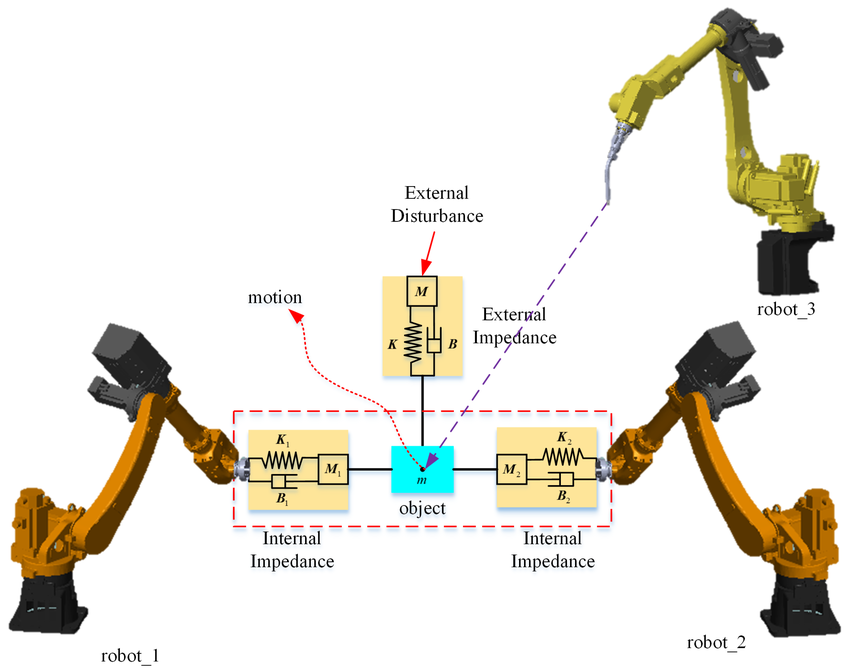 External
Disturbance
M
motion
External
Impedance
robot_3
K
B
K₁
M₁
B₁
m
object
K₂
M₂
B₂
Internal
Impedance
Internal
Impedance
robot_1
robot_2